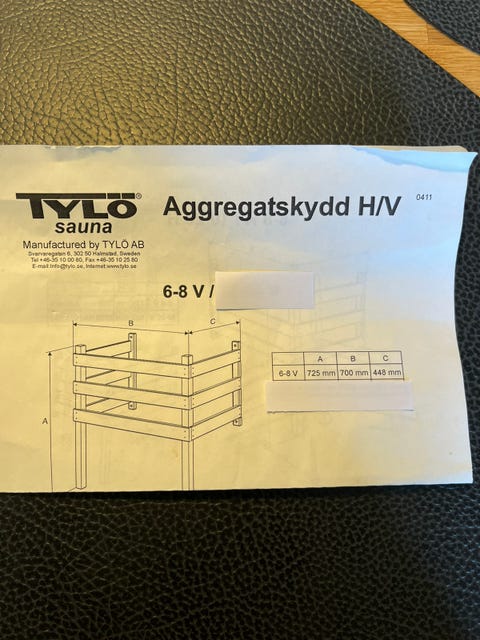 TYLÖ®
sauna
Manufactured by TYLÖ AB
Svarvaregatan 6, 302 50 Halmstad, Sweden
Tel +46-35 10 00 80, Fax +46-35 10 25 80
E-mail:info@tylo.se, Internet:www.tylo.se
Aggregatskydd H/V
0411
6-8 V /
B
C
A
A B C
6-8 V 725 mm 700 mm 448 mm